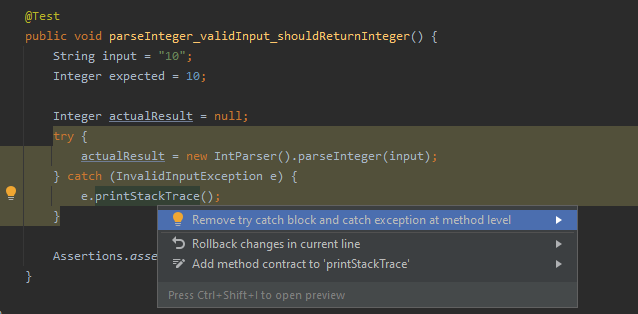 @Test
public void parseInteger_validInput_shouldReturnInteger() {
String input = "10";
Integer expected = 10;
Integer actualResult = null;
try {
actualResult = new IntParser().parseInteger(input);
} catch (InvalidInputException e) {
e.printStackTrace();
}
Remove try catch block and catch exception at method level
Rollback changes in current line
Add method contract to 'printStackTrace'
Press Ctrl+Shift+I to open preview
Assertions.asse
}